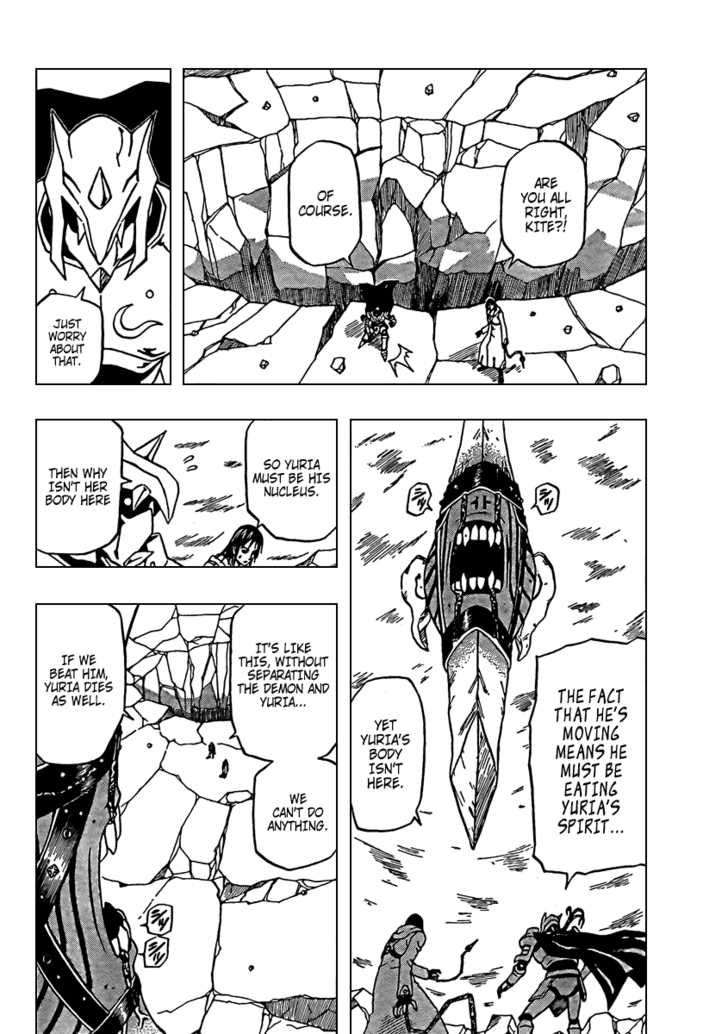 ARE
YOU ALL
RIGHT,
KITE?!
OF
COURSE.
JUST
WORRY
ABOUT
THAT.
THE FACT
THAT HE'S
MOVING
MEANS HE
MUST BE
EATING
YURIA'S
SPIRIT...
YET
YURIA'S
BODY
ISN'T
HERE.
SO YURIA
MUST BE HIS
NUCLEUS.
THEN WHY
ISN'T HER
BODY HERE
IT'S LIKE
THIS, WITHOUT
SEPARATING
THE DEMON AND
YURIA...
IF WE
BEAT HIM,
YURIA DIES
AS WELL.
WE
CAN'T DO
ANYTHING.